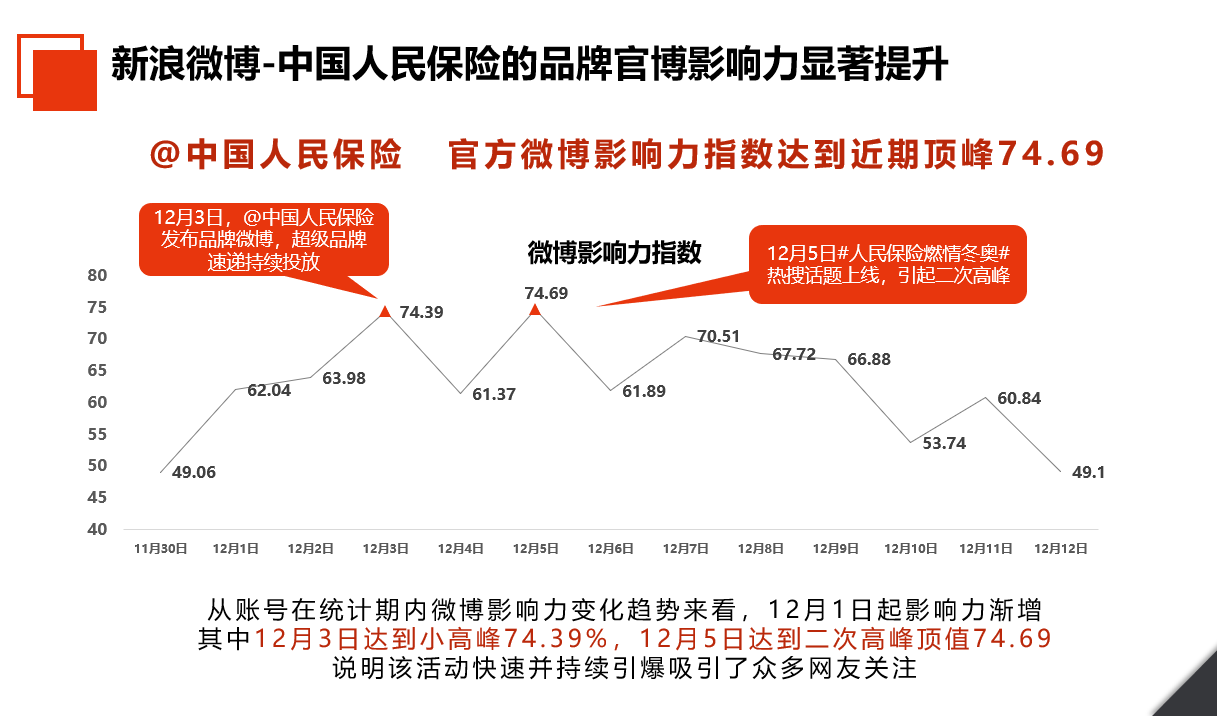 新浪微博-中国人民保险的品牌官博影响力显著提升
@中国人民保险 官方微博影响力指数达到近期顶峰74.69
12月3日，@中国人民保险
发布品牌微博，超级品牌
速递持续投放
微博影响力指数
12月5日#人民保险燃情冬奥#
热搜话题上线，引起二次高峰
80
75
70
65
60
55
50
45
40
49.06
62.04
63.98
74.39
61.37
74.69
61.89
70.51
67.72
66.88
53.74
60.84
49.1
11月30日
12月1日
12月2日
12月3日
12月4日
12月5日
12月6日
12月7日
12月8日
12月9日
12月10日
12月11日
12月12日
从账号在统计期内微博影响力变化趋势来看，12月1日起影响力渐增
其中12月3日达到小高峰74.39%，12月5日达到二次高峰顶值74.69
说明该活动快速并持续引爆吸引了众多网友关注